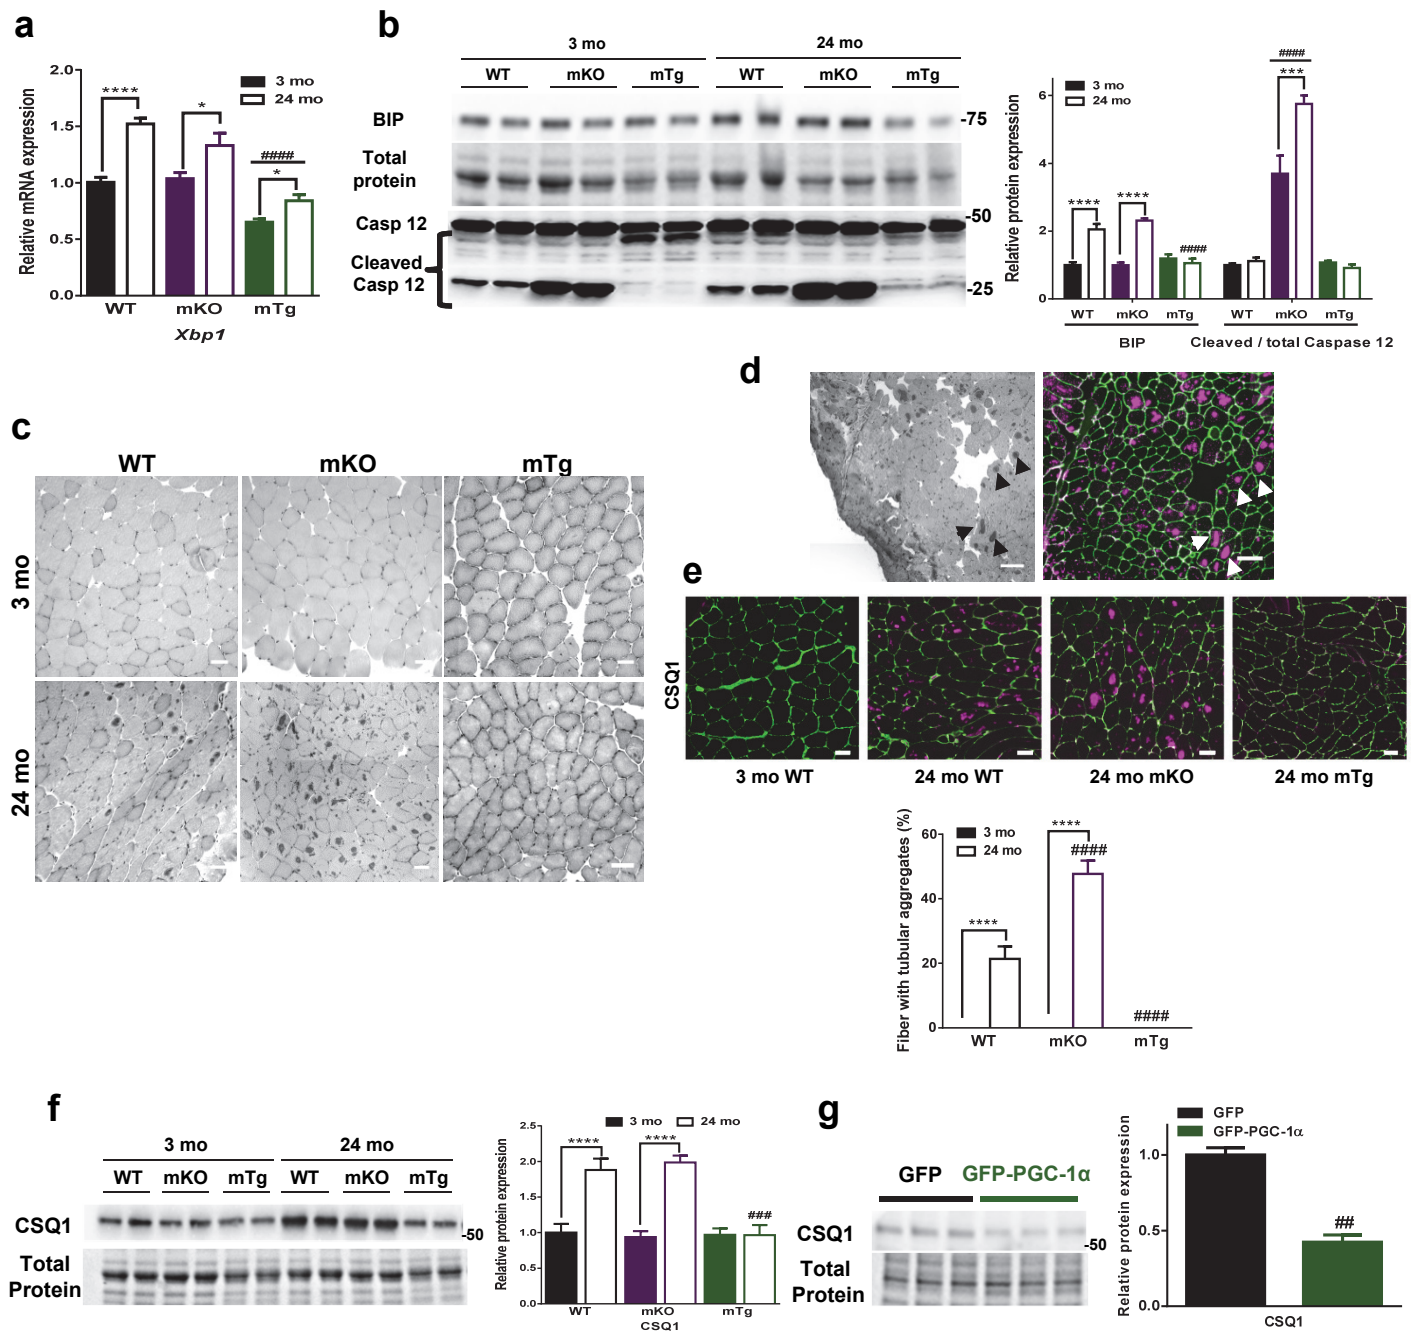 a
2.0
1.5
1.0
0.5
0.0
Relative mRNA expression
3 mo
24 mo
****
*
####
*
WT mKO mTg
Xbp1
b
3 mo 24 mo
WT mKO mTg WT mKO mTg
BIP
-75
Total
protein
Casp 12
-50
Cleaved
Casp 12
-25
Relative protein expression
6
4
2
0
3 mo
24 mo
####
***
**** ****
####
WT mKO mTg WT mKO mTg
BIP Cleaved / total Caspase 12
c
WT mKO mTg
3 mo
24 mo
d
e
CSQ1
3 mo WT 24 mo WT 24 mo mKO 24 mo mTg
Fiber with tubular aggregates (%)
60
40
20
0
3 mo
24 mo
****
####
****
####
WT mKO mTg
f
3 mo 24 mo
WT mKO mTg WT mKO mTg
CSQ1
-50
Total
Protein
Relative protein expression
2.5
2.0
1.5
1.0
0.5
0.0
3 mo 24 mo
**** ****
###
WT mKO mTg
CSQ1
g
GFP GFP-PGC-1α
CSQ1
-50
Total
Protein
Relative protein expression
1.0
0.5
0.0
GFP
GFP-PGC-1α
##
CSQ1